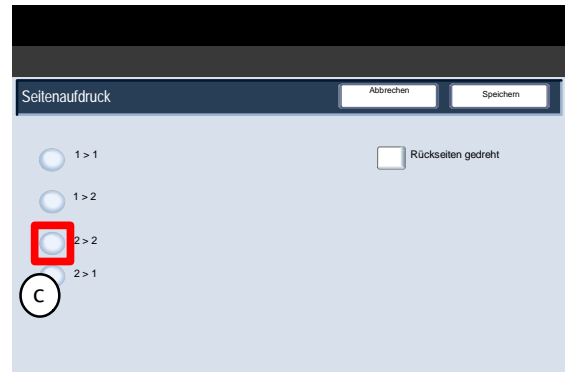 Seitenaufdruck
Abbrechen
Speichern
1 > 1
Rückseiten gedreht
1 > 2
2 > 2
2 > 1
C